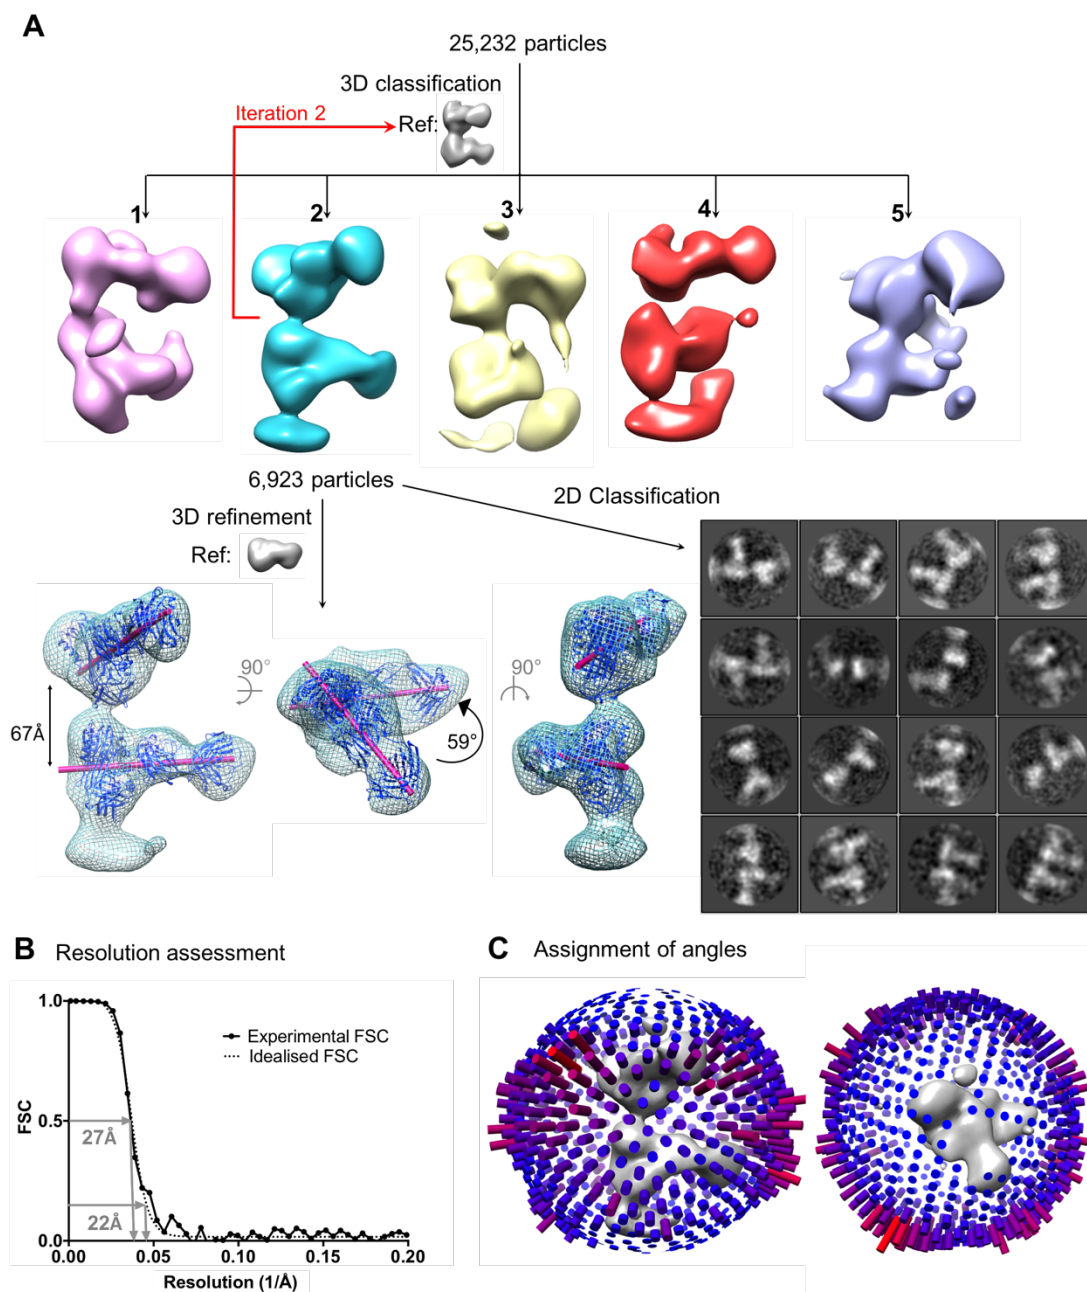 A
25,232 particles
3D classification
Iteration 2
Ref:
1
2
3
4
5
6,923 particles
2D Classification
3D refinement
Ref:
90°
90°
67Å
59°
B Resolution assessment
1.0
Experimental FSC
Idealised FSC
FSC
0.5
27Å
22Å
0.0
0.00 0.05 0.10 0.15 0.20
Resolution (1/Å)
C Assignment of angles